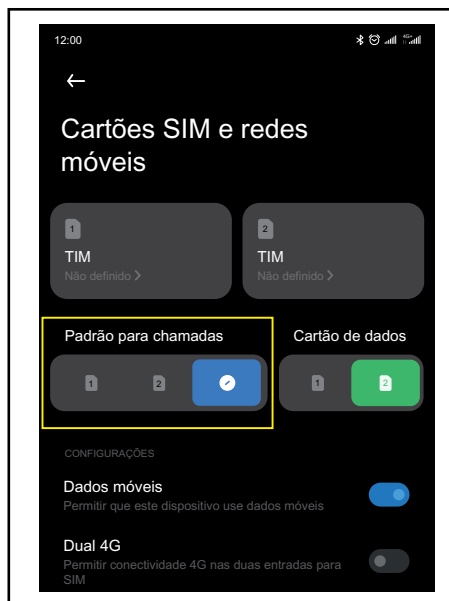 12:00
4G+
Cartões SIM e redes
móveis
1
2
TIM
TIM
Não definido
Não definido
Padrão para chamadas
Cartão de dados
1
2
1
2
CONFIGURAÇÕES
Dados móveis
Permitir que este dispositivo use dados móveis
Dual 4G
Permitir conectividade 4G nas duas entradas para
SIM